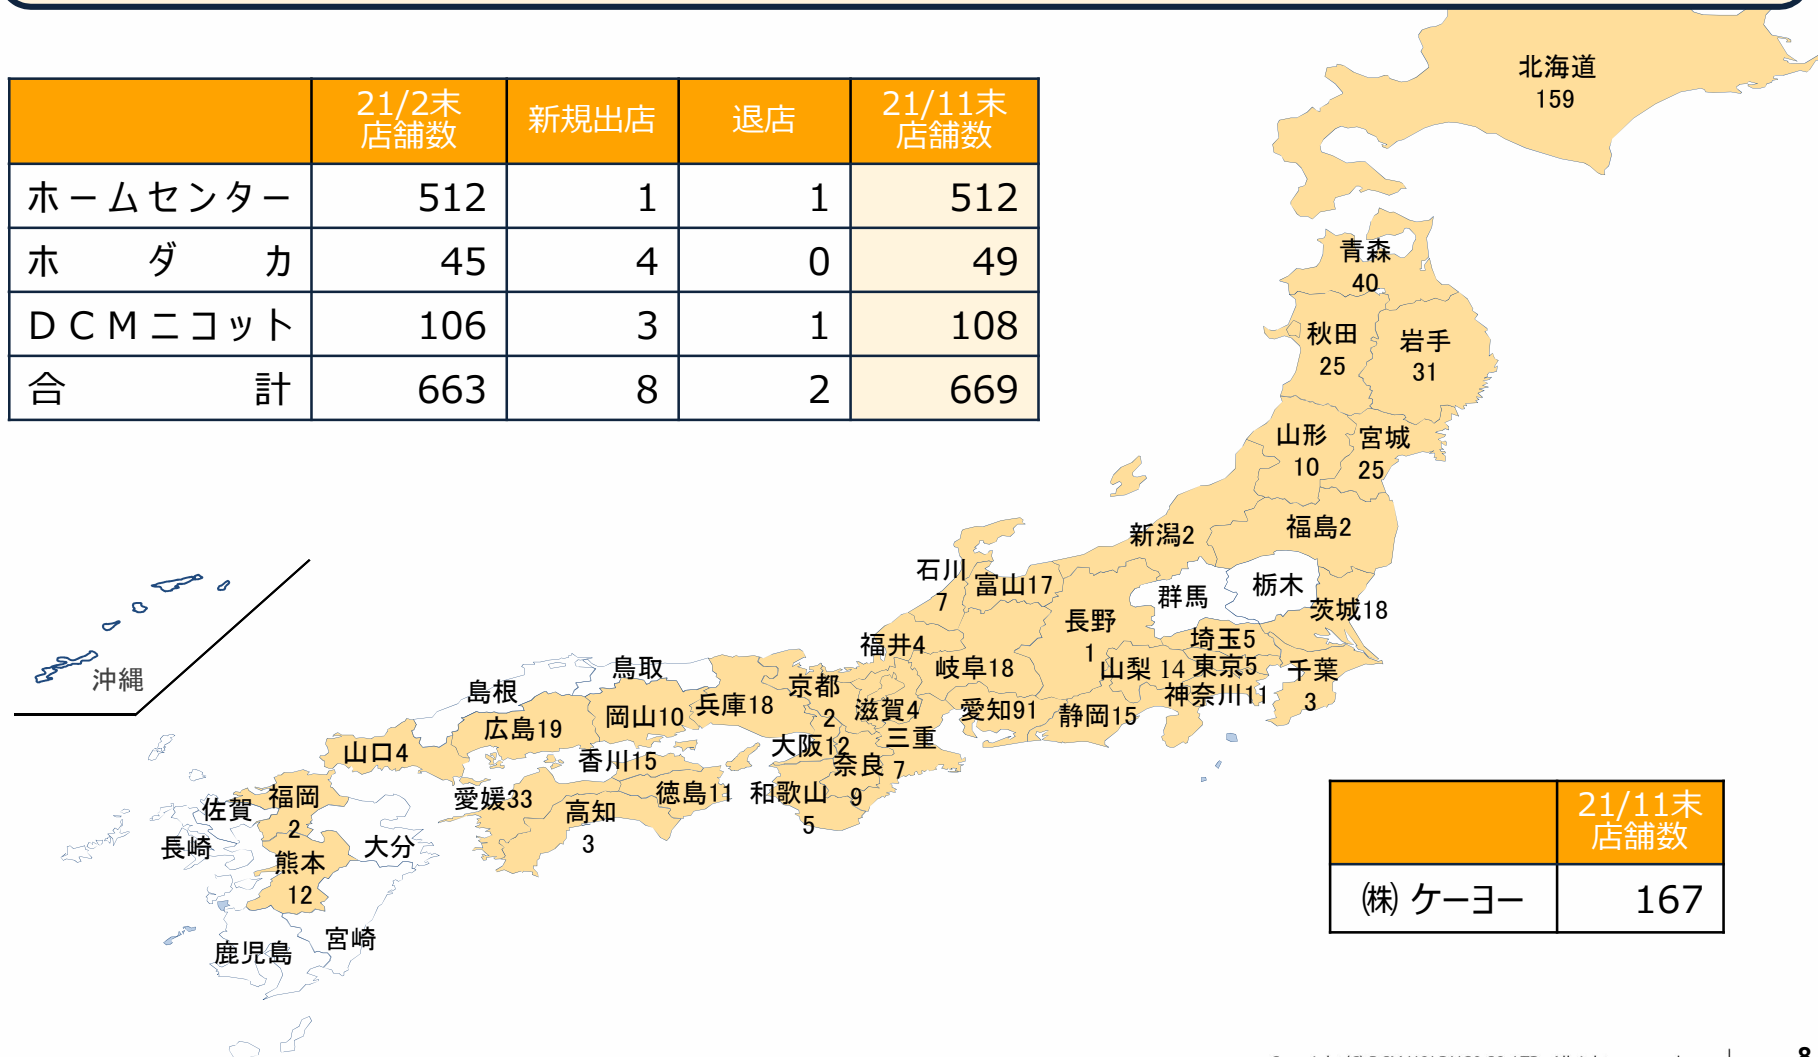 21/2末
店舗数
新規出店
退店
21/11末
店舗数
ホームセンター 512 1 1 512
ホダカ 45 4 0 49
ＤＣＭニコット 106 3 1 108
合計 663 8 2 669
北海道
159
青森
40
秋田
25
岩手
31
山形
10
宮城
25
新潟2
福島2
石川
7
富山17
群馬
栃木
茨城18
長野
1
福井4
岐阜18
埼玉5
山梨 14
東京5
千葉
3
神奈川11
鳥取
島根
京都
2
兵庫18
滋賀4
愛知91
静岡15
岡山10
広島19
山口4
大阪12
三重
7
奈良
9
香川15
和歌山
5
徳島11
愛媛33
高知
3
福岡
2
佐賀
長崎
大分
熊本
12
宮崎
鹿児島
沖縄
21/11末
店舗数
㈱ ケーヨー 167
8